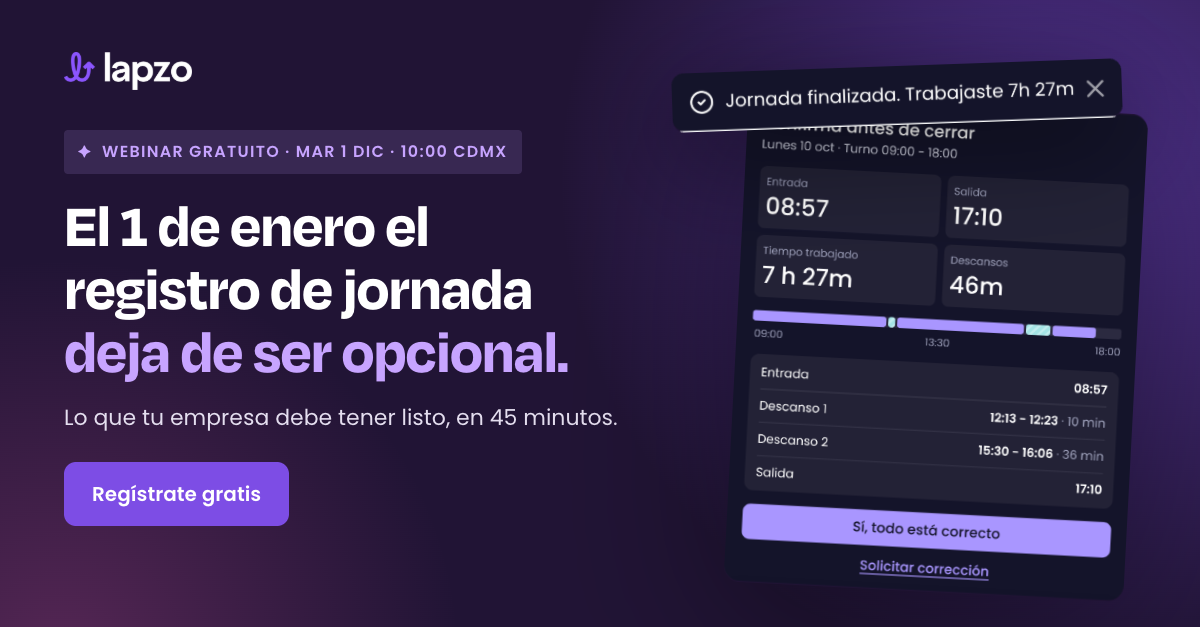 lapzo
WEBINAR GRATUITO · MAR 1 DIC · 10:00 CDMX
El 1 de enero el
registro de jornada
deja de ser opcional.
Lo que tu empresa debe tener listo, en 45 minutos.
Regístrate gratis
Jornada finalizada. Trabajaste 7h 27m
antes de cerrar
Lunes 10 oct · Turno 09:00 - 18:00
Entrada
08:57
Salida
17:10
Tiempo trabajado
7 h 27m
Descansos
46m
09:00
13:30
18:00
Entrada 08:57
Descanso 1 12:13 - 12:23 · 10 min
Descanso 2 15:30 - 16:06 · 36 min
Salida 17:10
Sí, todo está correcto
Solicitar corrección